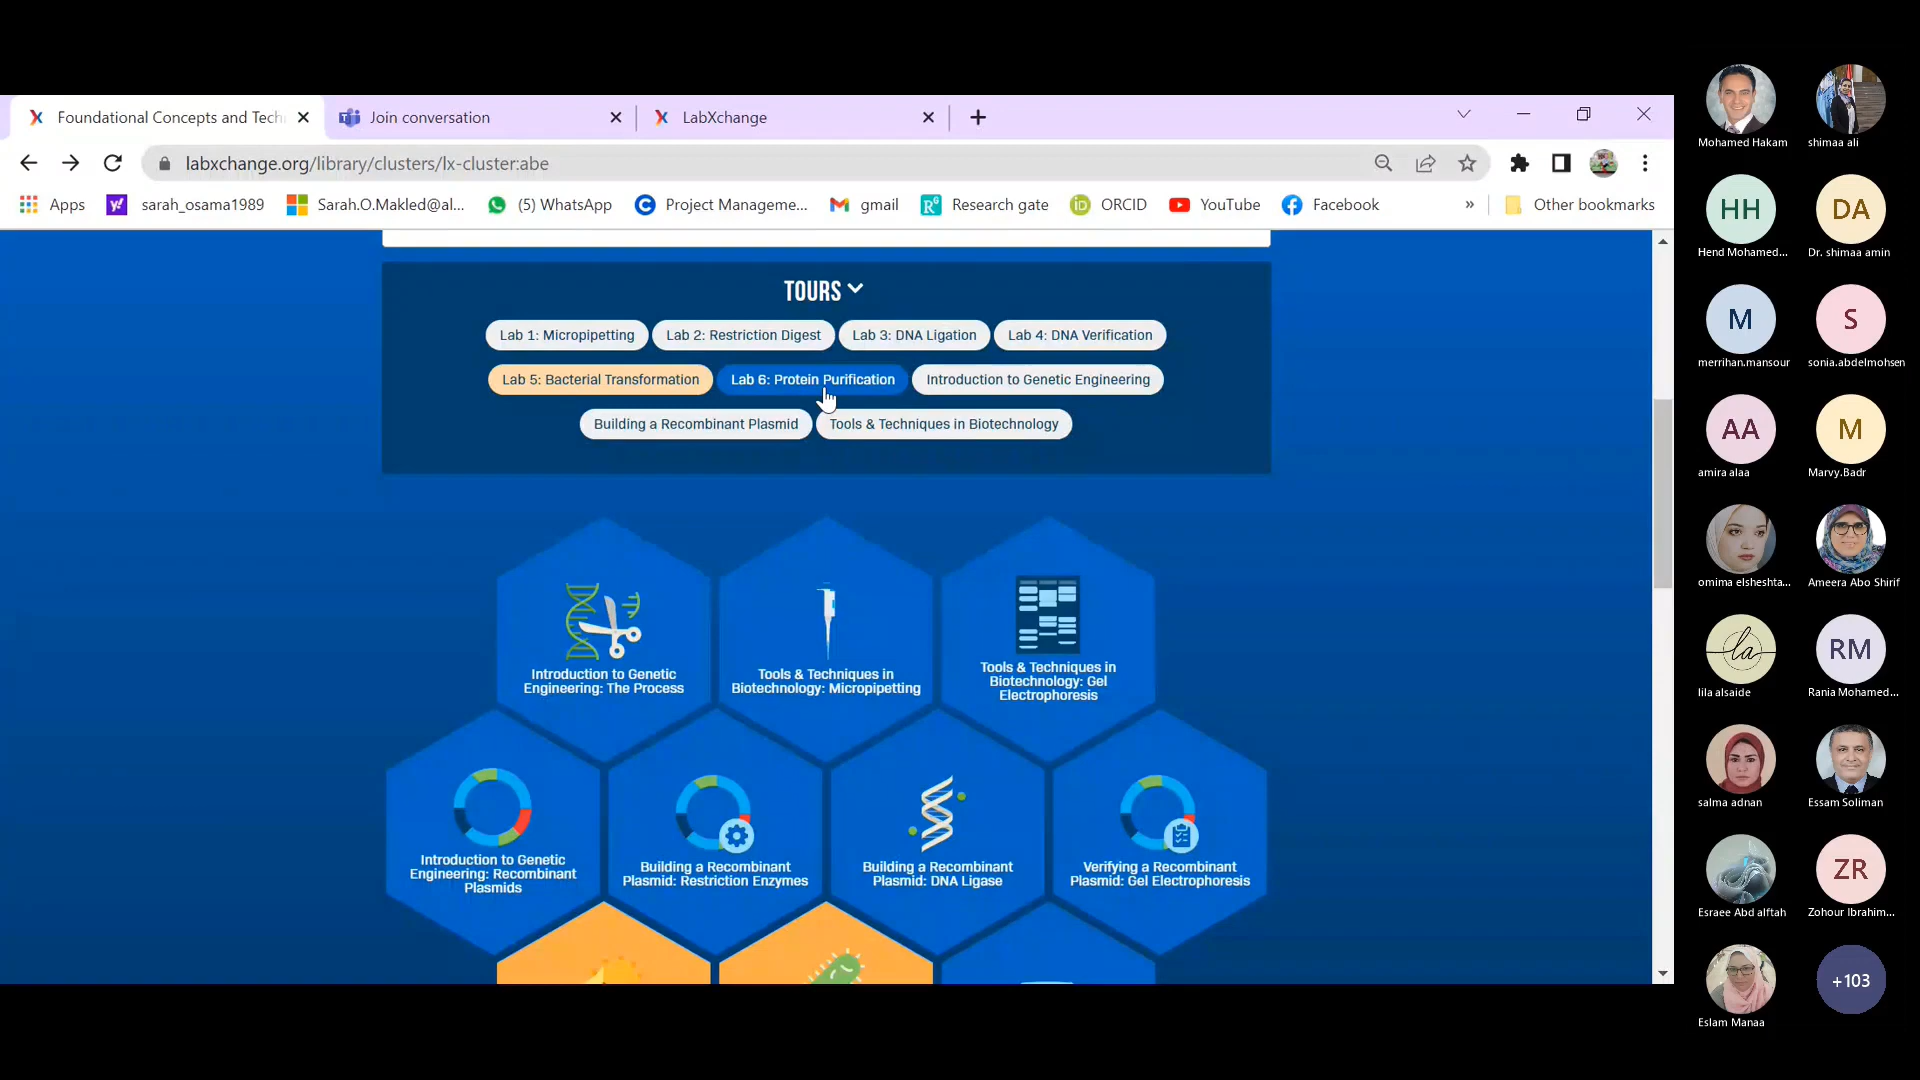 Foundational Concepts and Tech
Join conversation
LabXchange
labxchange.org/library/clusters/lx-cluster:abe
Apps
sarah_osama1989
Sarah.O.Makled@al...
(5) WhatsApp
Project Manageme...
gmail
Research gate
ORCID
YouTube
Facebook
»
Other bookmarks
TOURS
Lab 1: Micropipetting
Lab 2: Restriction Digest
Lab 3: DNA Ligation
Lab 4: DNA Verification
Lab 5: Bacterial Transformation
Lab 6: Protein Purification
Introduction to Genetic Engineering
Building a Recombinant Plasmid
Tools & Techniques in Biotechnology
Introduction to Genetic
Engineering: The Process
Tools & Techniques in
Biotechnology: Micropipetting
Tools & Techniques in
Biotechnology: Gel
Electrophoresis
Introduction to Genetic
Engineering: Recombinant
Plasmids
Building a Recombinant
Plasmid: Restriction Enzymes
Building a Recombinant
Plasmid: DNA Ligase
Verifying a Recombinant
Plasmid: Gel Electrophoresis
Mohamed Hakam
shimaa ali
HH
Hend Mohamed...
DA
Dr. shimaa amin
M
merrihan.mansour
S
sonia.abdelmohsen
AA
amira alaa
M
Marvy.Badr
omima elsheshta...
Ameera Abo Shirif
la
lila alsaide
RM
Rania Mohamed...
salma adnan
Essam Soliman
Esraee Abd alftah
ZR
Zohour Ibrahim...
Eslam Manaa
+103